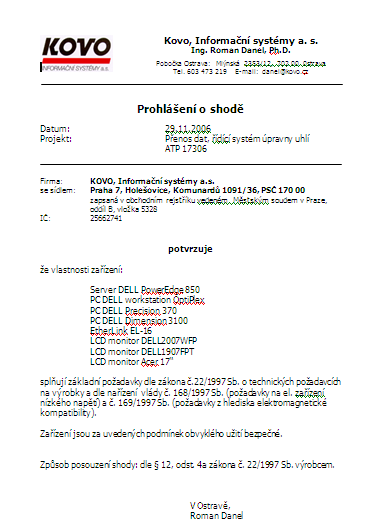 KOVO
INFORMAČNÍ SYSTÉMY a.s.
Kovo, Informační systémy a. s.
Ing. Roman Danel, Ph.D.
Pobočka Ostrava: Mlýnská 702 00 Ostrava
Tel. 603 473 219 E-mail: danel@kovo.cz
Prohlášení o shodě
Datum: 29.11.2006
Projekt: Přenos dat, řídící systém úpravny uhlí
ATP 17306
Firma: KOVO, Informační systémy a.s.
se sídlem: Praha 7, Holešovice, Komunardů 1091/36, PSČ 170 00
zapsaná v obchodním rejstříku vedeném Městským soudem v Praze,
oddíl B, vložka 5328
IČ: 25662741
potvrzuje
že vlastnosti zařízení:
Server DELL PowerEdge 850
PC DELL workstation OptiPlex
PC DELL Precision 370
PC DELL Dimension 3100
EtherLink EL-16
LCD monitor DELL2007WFP
LCD monitor DELL1907FPT
LCD monitor Acer 17"
splňují základní požadavky dle zákona č.22/1997 Sb. o technických požadavcích
na výrobky a dle nařízení vlády č. 168/1997 Sb. (požadavky na el. zařízení
nízkého napětí) a č. 169/1997 Sb. (požadavky z hlediska elektromagnetické
kompatibility).
Zařízení jsou za uvedených podmínek obvyklého užití bezpečné.
Způsob posouzení shody: dle § 12, odst. 4a zákona č. 22/1997 Sb. výrobcem.
V Ostravě,
Roman Danel